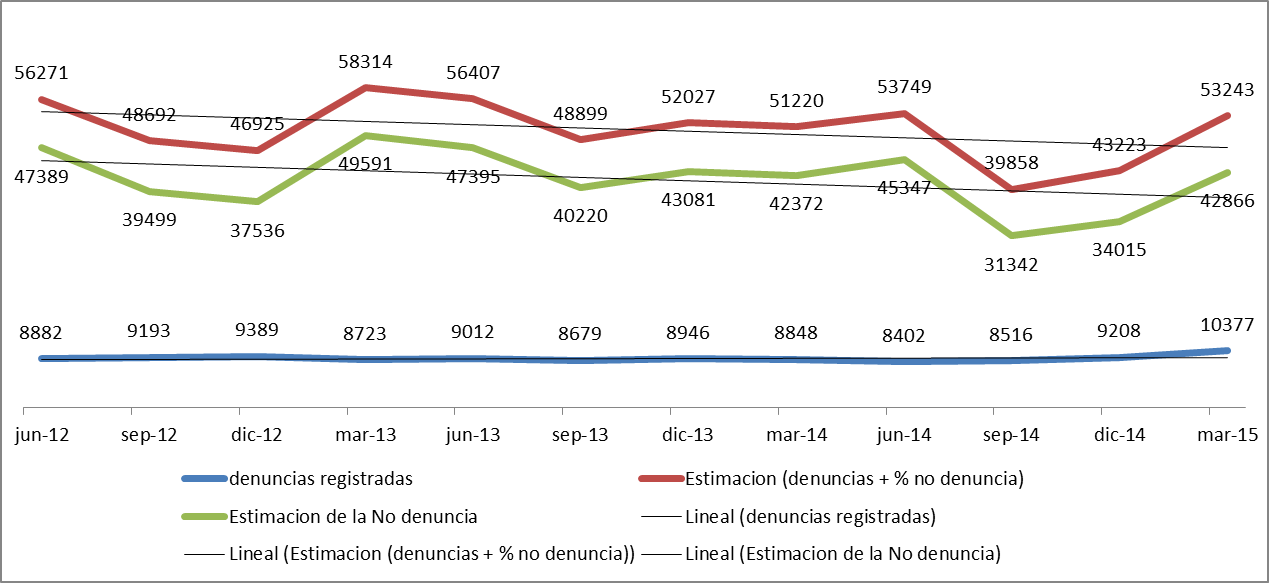 56271 48692 46925 58314 56407 48899 52027 51220 53749 39858 43223 53243
47389 39499 37536 49591 47395 40220 43081 42372 45347 31342 34015 42866
8882 9193 9389 8723 9012 8679 8946 8848 8402 8516 9208 10377
jun-12 sep-12 dic-12 mar-13 jun-13 sep-13 dic-13 mar-14 jun-14 sep-14 dic-14 mar-15
denuncias registradas Estimacion (denuncias + % no denuncia)
Estimacion de la No denuncia Lineal (denuncias registradas)
Lineal (Estimacion (denuncias + % no denuncia)) Lineal (Estimacion de la No denuncia)